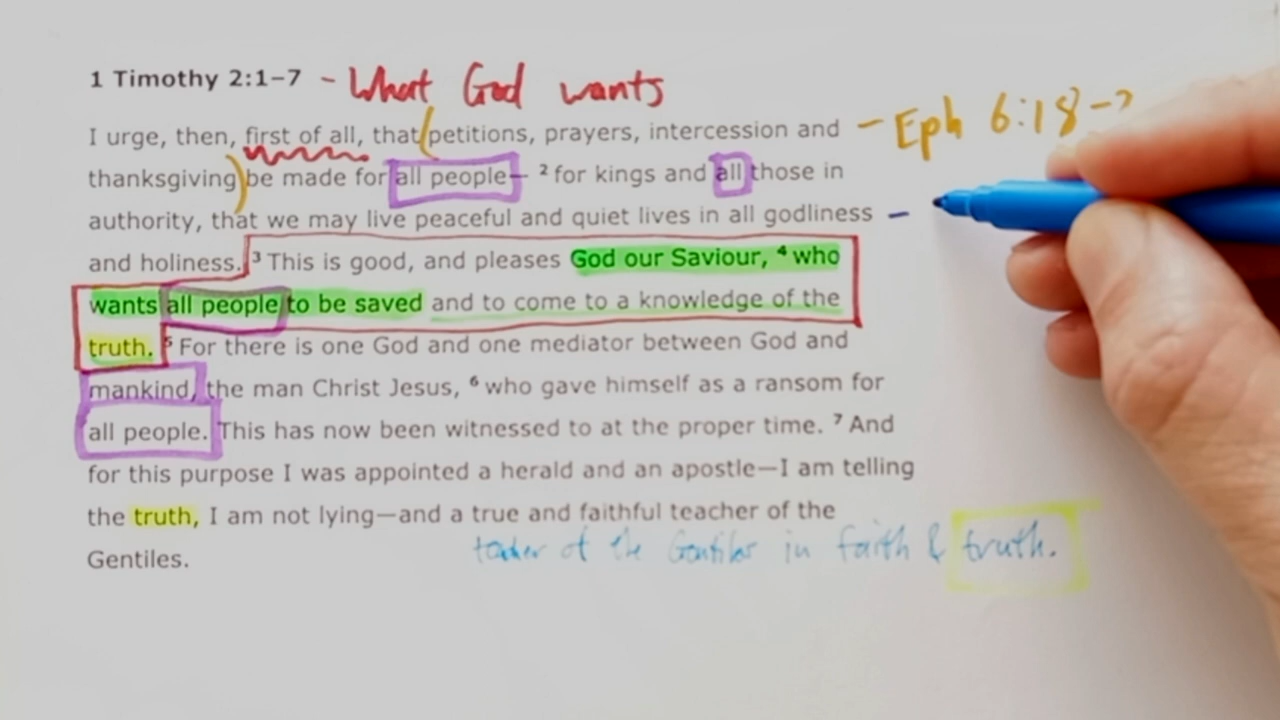 1 Timothy 2:1–7 - What God wants
I urge, then, first of all, that (petitions, prayers, intercession and - Eph 6:18-
thanksgiving) be made for all people— ² for kings and all those in
authority, that we may live peaceful and quiet lives in all godliness -
and holiness. ³ This is good, and pleases God our Saviour, ⁴ who
wants all people to be saved and to come to a knowledge of the
truth. ⁵ For there is one God and one mediator between God and
mankind, the man Christ Jesus, ⁶ who gave himself as a ransom for
all people. This has now been witnessed to at the proper time. ⁷ And
for this purpose I was appointed a herald and an apostle—I am telling
the truth, I am not lying—and a true and faithful teacher of the
Gentiles.
teacher of the Gentiles in faith & truth.